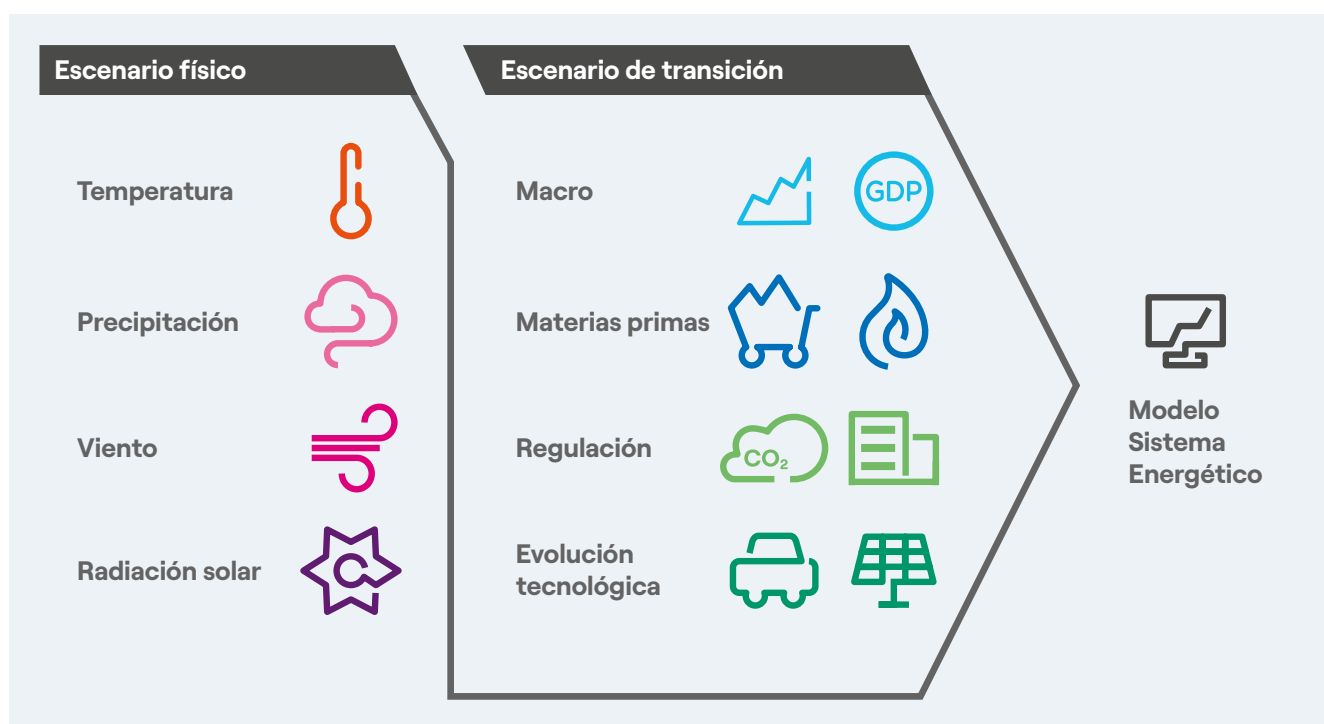 Escenario físico
Temperatura
Precipitación
Viento
Radiación solar
Escenario de transición
Macro
GDP
Materias primas
Regulación
CO₂
Evolución
tecnológica
Modelo
Sistema
Energético